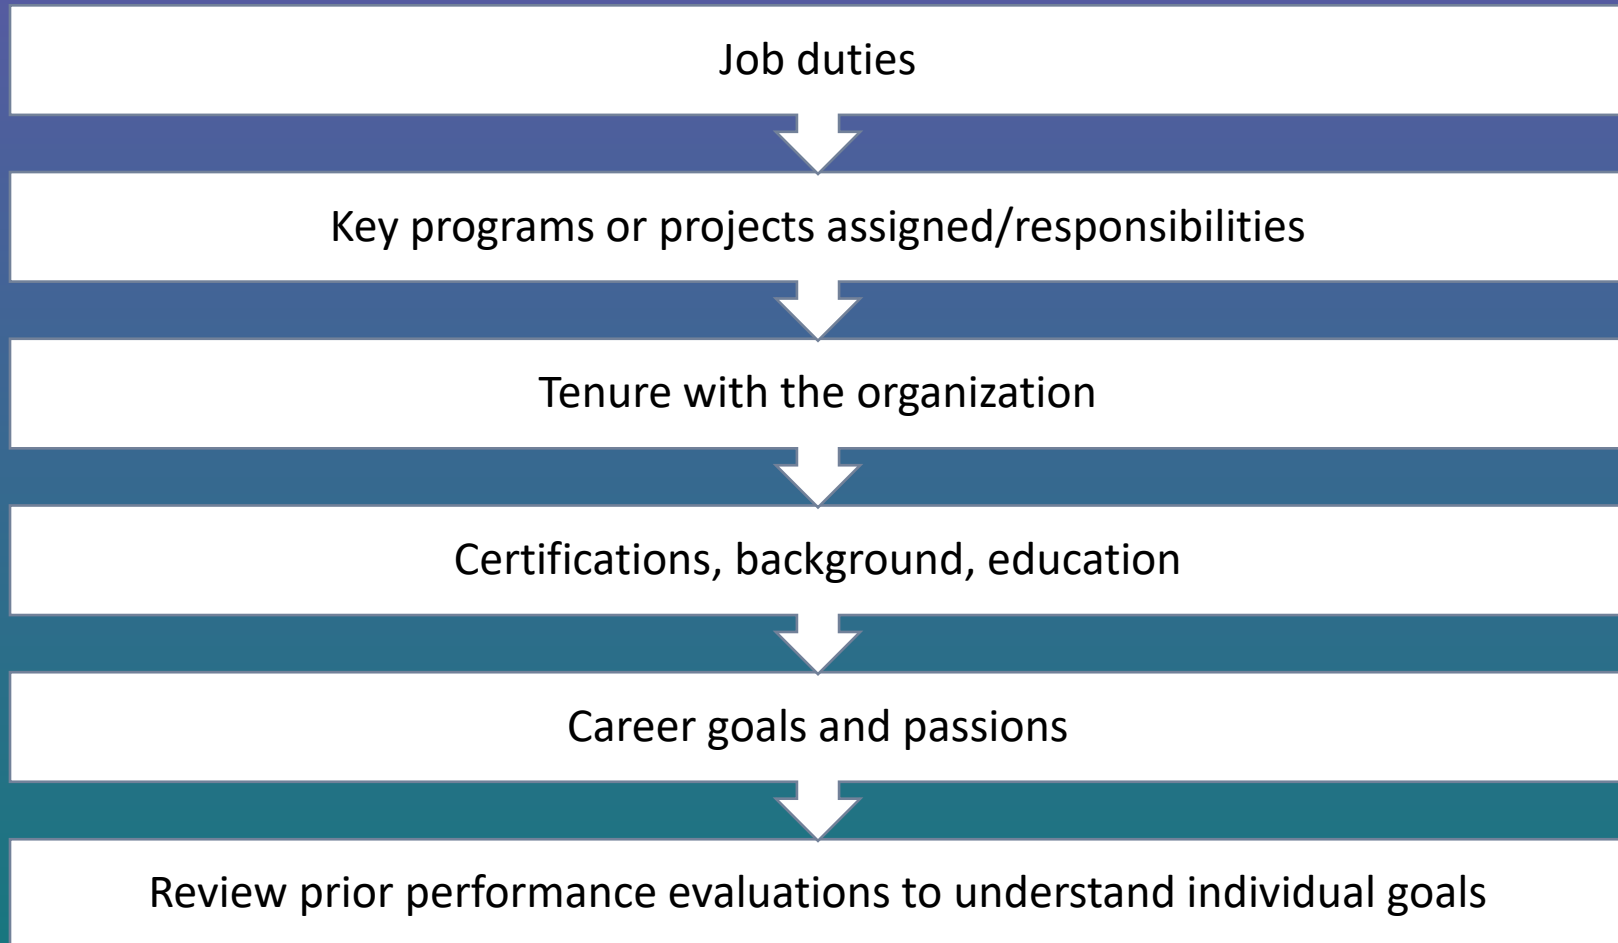 Job duties
Key programs or projects assigned/responsibilities
Tenure with the organization
Certifications, background, education
Career goals and passions
Review prior performance evaluations to understand individual goals